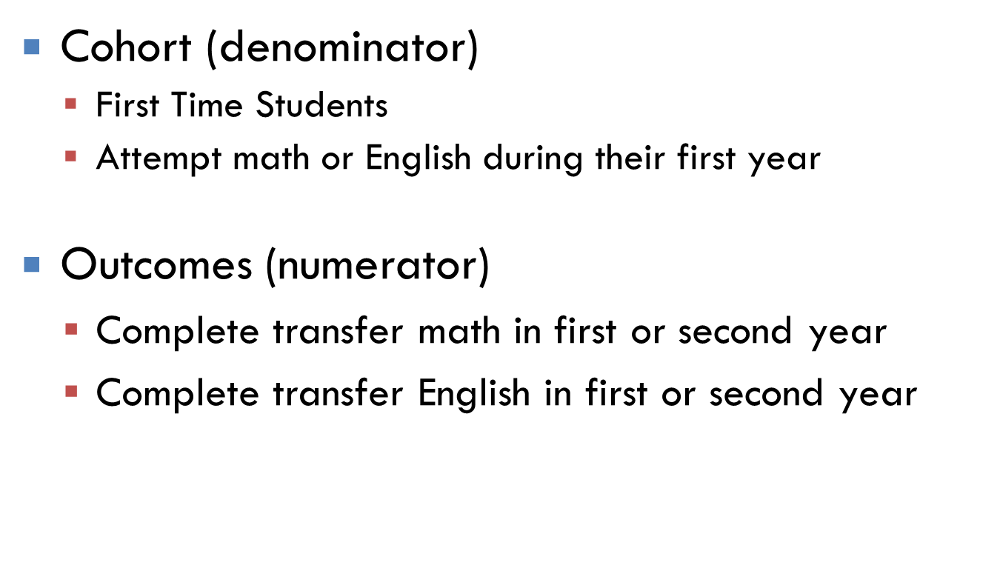 Cohort (denominator)
First Time Students
Attempt math or English during their first year
Outcomes (numerator)
Complete transfer math in first or second year
Complete transfer English in first or second year